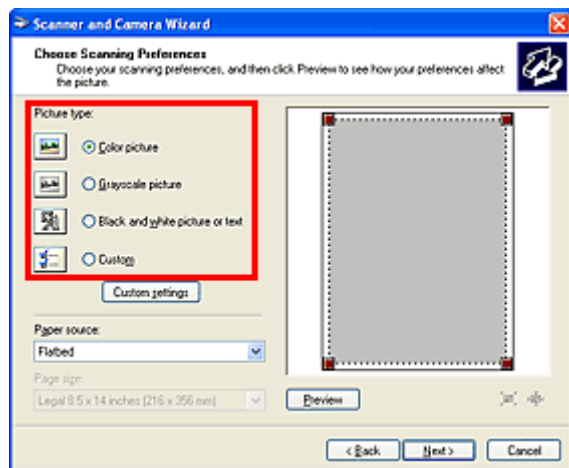 Scanner and Camera Wizard
Choose Scanning Preferences
Choose your scanning preferences, and then click Preview to see how your preferences affect
the picture.
Picture type:
Color picture
Grayscale picture
Black and white picture or text
Custom
Custom settings
Paper source:
Flatbed
Page size:
Legal 8.5 x 14 inches (216 x 356 mm)
Preview
< Back
Next >
Cancel